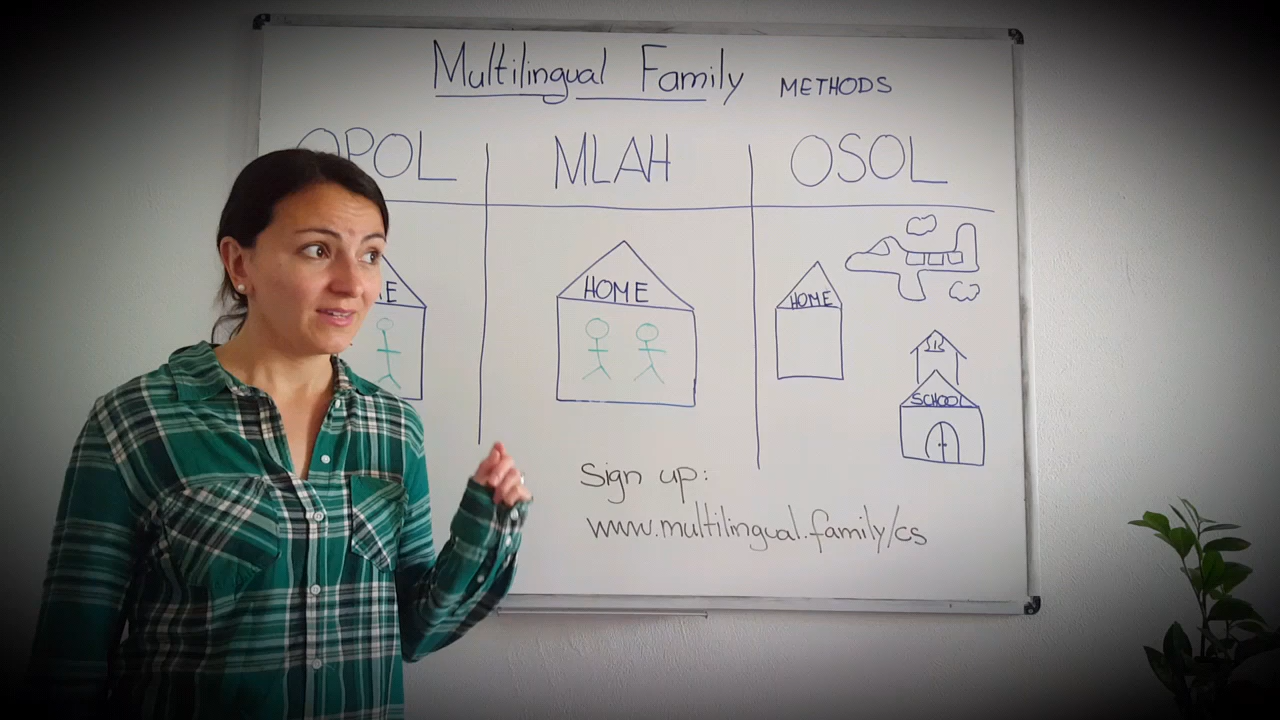 Multilingual Family METHODS
OPOL MLAH OSOL
HOME HOME
SCHOOL
Sign up:
www.multilingual.family/cs